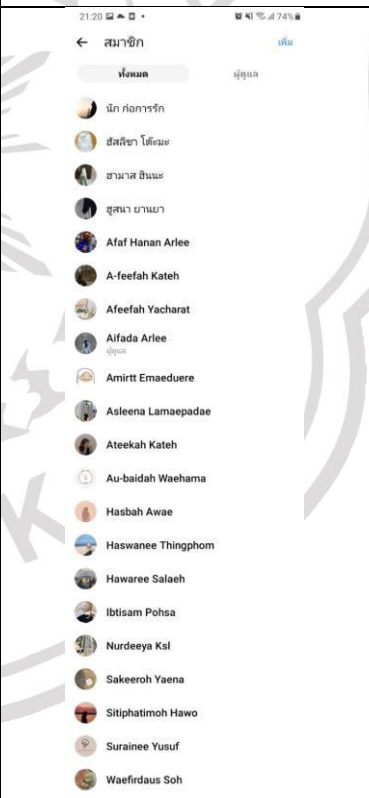 21:20 74%
← สมาชิก เพิ่ม
ทั้งหมด ผู้ดูแล
นัก ก่อการรัก
ฮัสลีซา โต๊ะมะ
ฮามาส ฮินนะ
ฮูสนา ยานยา
Afaf Hanan Arlee
A-feefah Kateh
Afeefah Yacharat
Aifada Arlee
ผู้ดูแล
Amirtt Emaeduere
Asleena Lamaepadae
Ateekah Kateh
Au-baidah Waehama
Hasbah Awae
Haswanee Thingphom
Hawaree Salaeh
Ibtisam Pohsa
Nurdeeya Ksl
Sakeeroh Yaena
Sitiphatimoh Hawo
Surainee Yusuf
Waefirdaus Soh